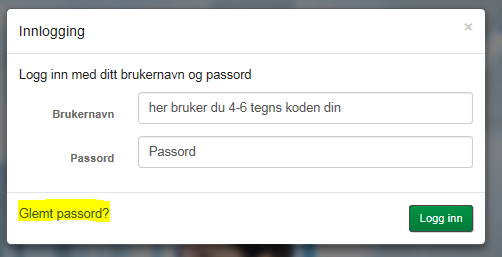 Innlogging ×
Logg inn med ditt brukernavn og passord
Brukernavn her bruker du 4-6 tegns koden din
Passord Passord
Glemt passord? Logg inn